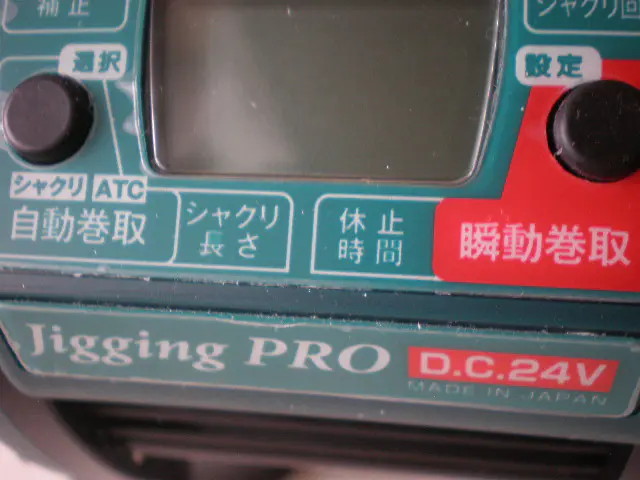 補正
シャクリ回
選択
設定
シャクリ ATC
自動巻取
シャクリ
長さ
休止
時間
瞬動巻取
Jigging PRO
D.C.24V
MADE IN JAPAN